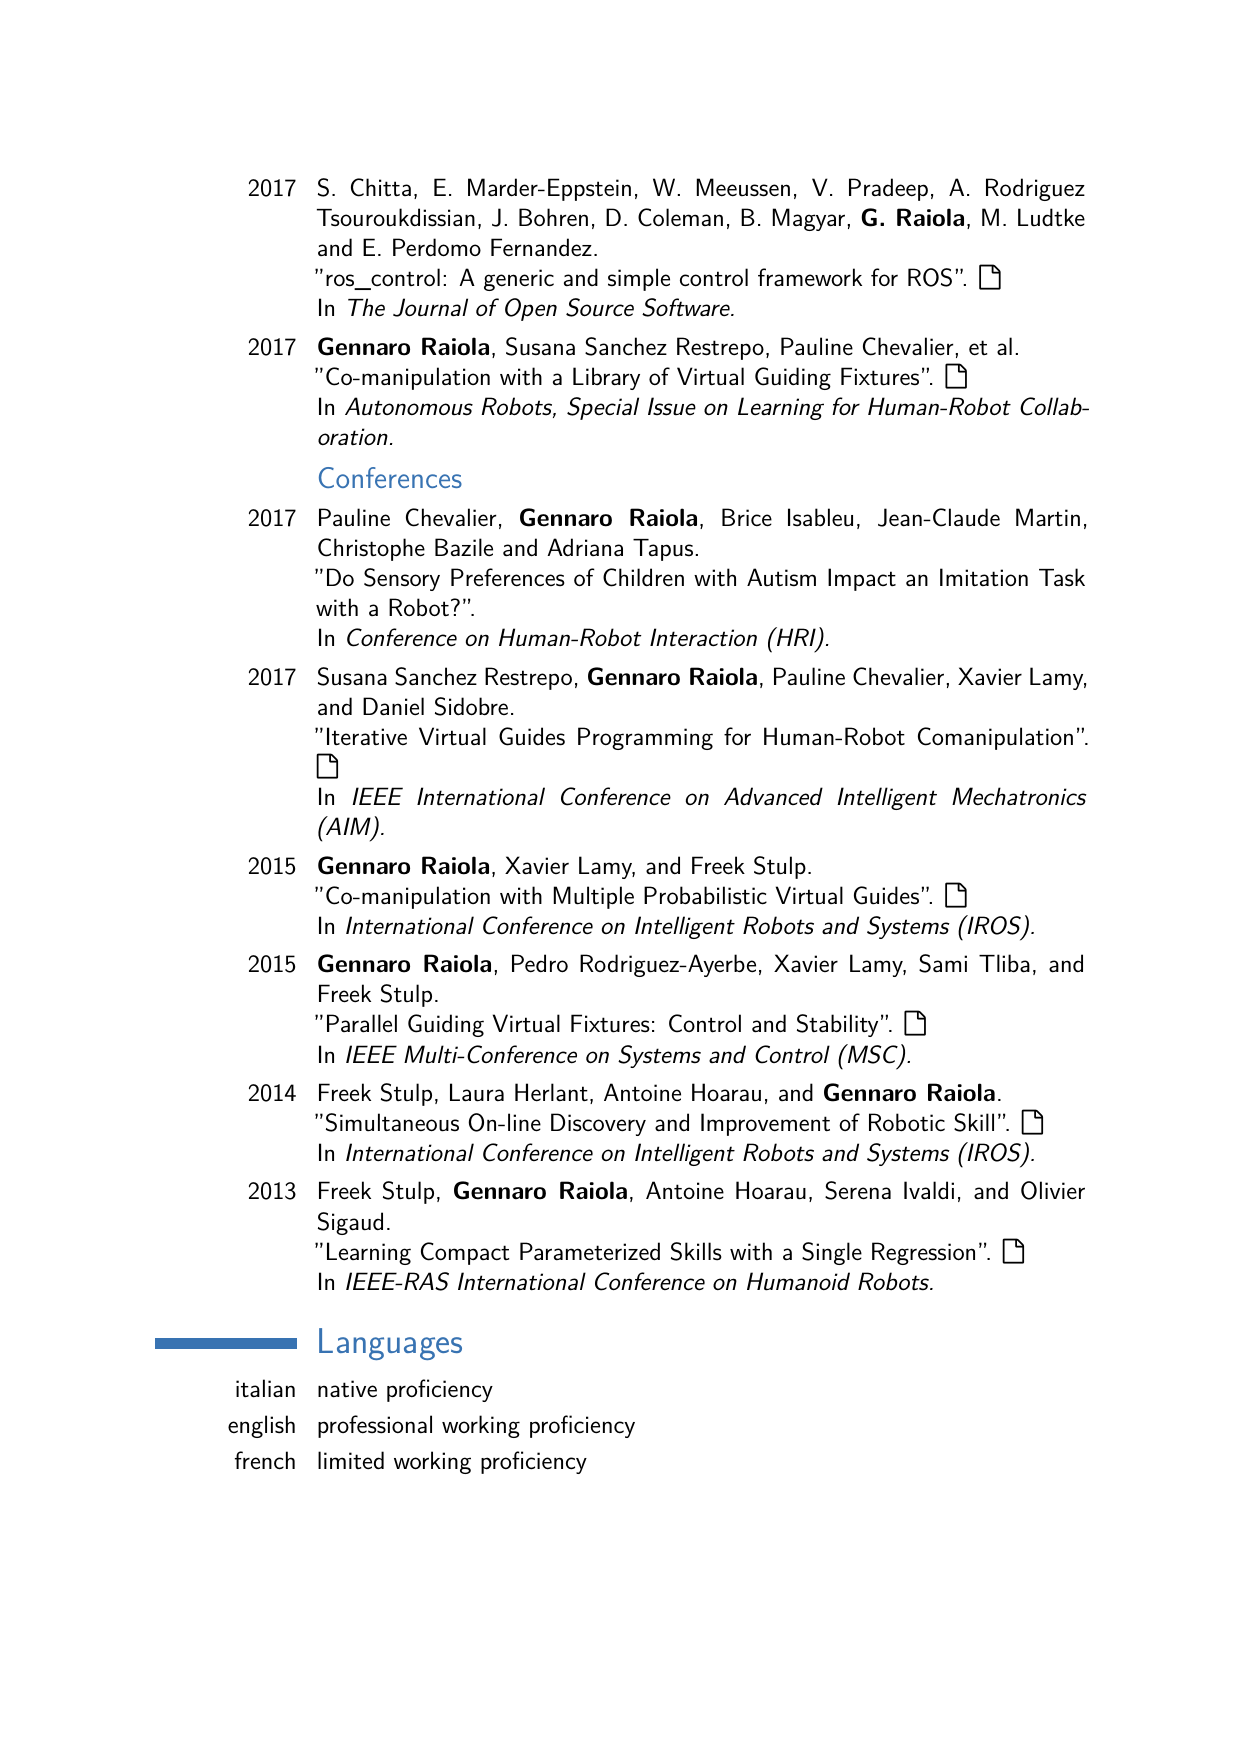 2017 S. Chitta, E. Marder-Eppstein, W. Meeussen, V. Pradeep, A. Rodriguez
Tsouroukdissian, J. Bohren, D. Coleman, B. Magyar, G. Raiola, M. Ludtke
and E. Perdomo Fernandez.
”ros_control: A generic and simple control framework for ROS”.
In The Journal of Open Source Software.
2017 Gennaro Raiola, Susana Sanchez Restrepo, Pauline Chevalier, et al.
”Co-manipulation with a Library of Virtual Guiding Fixtures”.
In Autonomous Robots, Special Issue on Learning for Human-Robot Collab-
oration.
Conferences
2017 Pauline Chevalier, Gennaro Raiola, Brice Isableu, Jean-Claude Martin,
Christophe Bazile and Adriana Tapus.
”Do Sensory Preferences of Children with Autism Impact an Imitation Task
with a Robot?”.
In Conference on Human-Robot Interaction (HRI).
2017 Susana Sanchez Restrepo, Gennaro Raiola, Pauline Chevalier, Xavier Lamy,
and Daniel Sidobre.
”Iterative Virtual Guides Programming for Human-Robot Comanipulation”.
In IEEE International Conference on Advanced Intelligent Mechatronics
(AIM).
2015 Gennaro Raiola, Xavier Lamy, and Freek Stulp.
”Co-manipulation with Multiple Probabilistic Virtual Guides”.
In International Conference on Intelligent Robots and Systems (IROS).
2015 Gennaro Raiola, Pedro Rodriguez-Ayerbe, Xavier Lamy, Sami Tliba, and
Freek Stulp.
”Parallel Guiding Virtual Fixtures: Control and Stability”.
In IEEE Multi-Conference on Systems and Control (MSC).
2014 Freek Stulp, Laura Herlant, Antoine Hoarau, and Gennaro Raiola.
”Simultaneous On-line Discovery and Improvement of Robotic Skill”.
In International Conference on Intelligent Robots and Systems (IROS).
2013 Freek Stulp, Gennaro Raiola, Antoine Hoarau, Serena Ivaldi, and Olivier
Sigaud.
”Learning Compact Parameterized Skills with a Single Regression”.
In IEEE-RAS International Conference on Humanoid Robots.
Languages
italian native proficiency
english professional working proficiency
french limited working proficiency